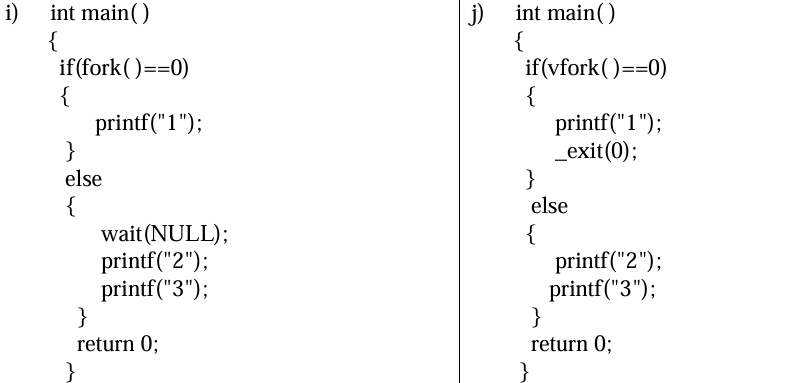 i) int main( )
{
if(fork( )==0)
{
printf("1");
}
else
{
wait(NULL);
printf("2");
printf("3");
}
return 0;
}
j) int main( )
{
if(vfork( )==0)
{
printf("1");
_exit(0);
}
else
{
printf("2");
printf("3");
}
return 0;
}